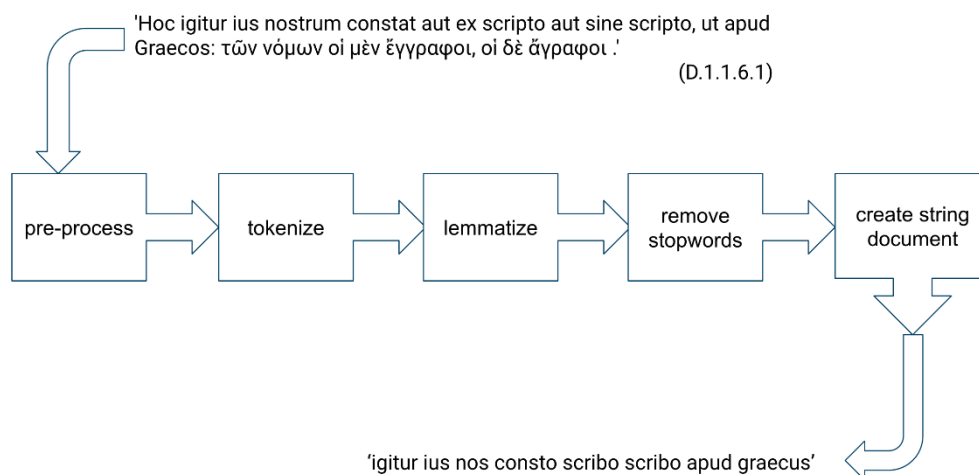 'Hoc igitur ius nostrum constat aut ex scripto aut sine scripto, ut apud
Graecos: τῶν νόμων οἱ μὲν ἔγγραφοι, οἱ δὲ ἄγραφοι .'
(D.1.1.6.1)
pre-process
tokenize
lemmatize
remove
stopwords
create string
document
‘igitur ius nos consto scribo scribo apud graecus’